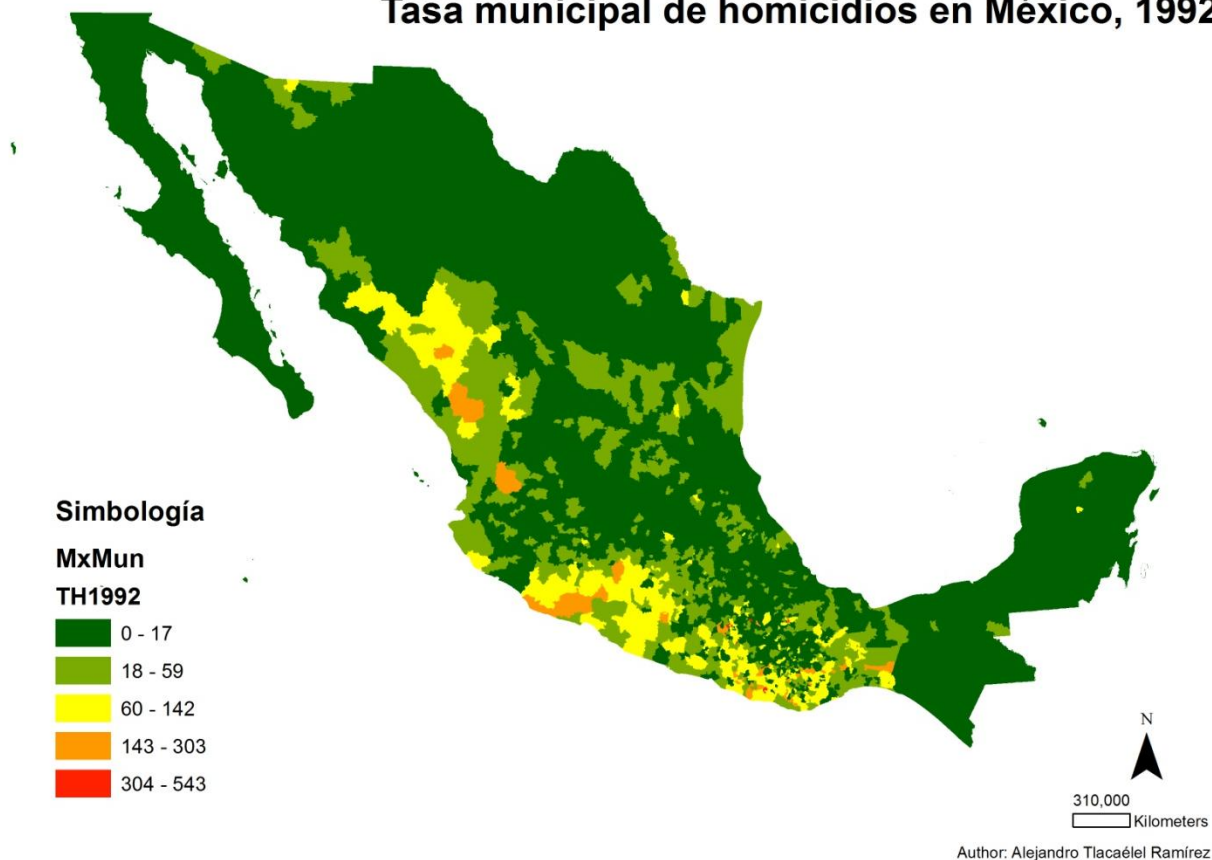 Tasa municipal de homicidios en México, 1992
Simbología
MxMun
TH1992
0 - 17
18 - 59
60 - 142
143 - 303
304 - 543
N
310,000
Kilometers
Author: Alejandro Tlacaélel Ramírez